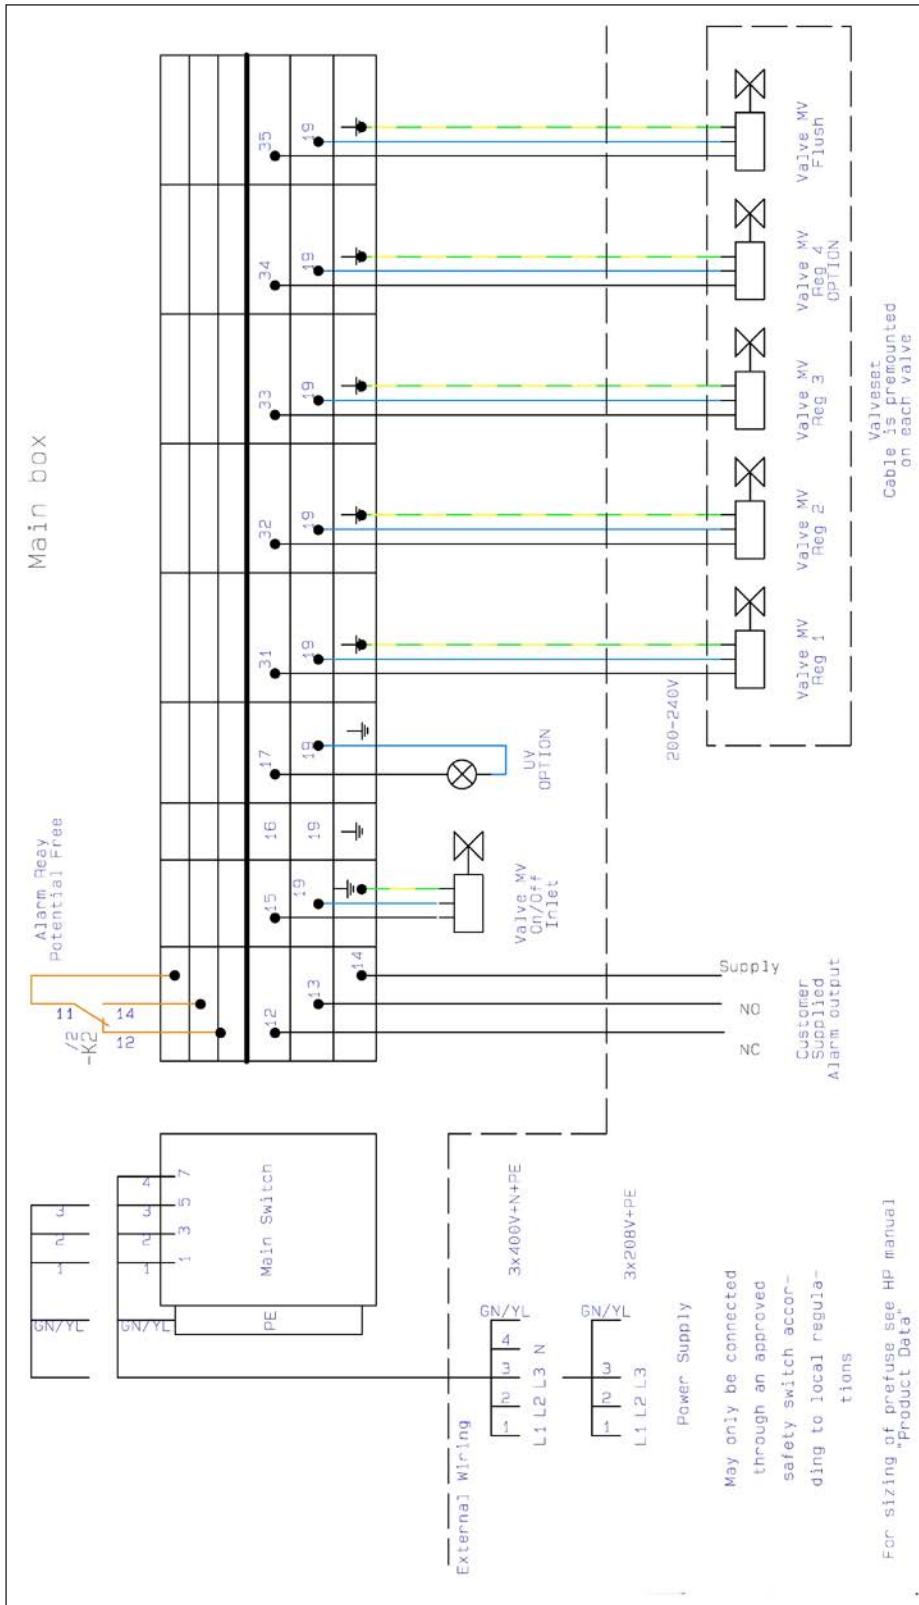 Main box
Alarm Reay
Potential Free
11
14
12
/2
-K2
12
13
14
15
19
16
19
17
19
31
19
32
19
33
19
34
19
35
19
Main Switch
PE
1
3
5
7
GN/YL
1
2
3
GN/YL
1
2
3
4
Supply
NO
NC
Customer
Supplied
Alarm output
Valve MV
On/Off
Inlet
UV
OPTION
200-240V
Valve MV
Reg 1
Valve MV
Reg 2
Valve MV
Reg 3
Valve MV
Reg 4
OPTION
Valve MV
Flush
Valveset
Cable is premounted
on each valve
External Wiring
1
2
3
4
GN/YL
L1 L2 L3 N
3x400V+N+PE
1
2
3
GN/YL
L1 L2 L3
3x208V+PE
Power Supply
May only be connected
through an approved
safety switch accor-
ding to local regula-
tions
For sizing of prefuse see HP manual
"Product Data"